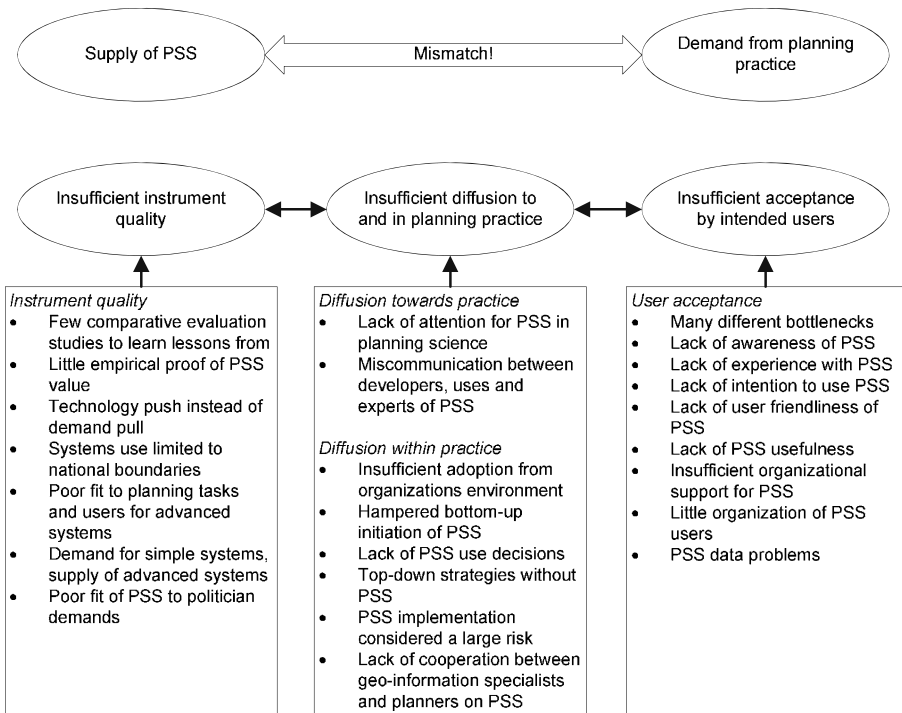 Supply of PSS
Mismatch!
Demand from planning
practice
Insufficient instrument
quality
Insufficient diffusion to
and in planning practice
Insufficient acceptance
by intended users
Instrument quality
• Few comparative evaluation
studies to learn lessons from
• Little empirical proof of PSS
value
• Technology push instead of
demand pull
• Systems use limited to
national boundaries
• Poor fit to planning tasks
and users for advanced
systems
• Demand for simple systems,
supply of advanced systems
• Poor fit of PSS to politician
demands
Diffusion towards practice
• Lack of attention for PSS in
planning science
• Miscommunication between
developers, uses and
experts of PSS
Diffusion within practice
• Insufficient adoption from
organizations environment
• Hampered bottom-up
initiation of PSS
• Lack of PSS use decisions
• Top-down strategies without
PSS
• PSS implementation
considered a large risk
• Lack of cooperation between
geo-information specialists
and planners on PSS
User acceptance
• Many different bottlenecks
• Lack of awareness of PSS
• Lack of experience with PSS
• Lack of intention to use PSS
• Lack of user friendliness of
PSS
• Lack of PSS usefulness
• Insufficient organizational
support for PSS
• Little organization of PSS
users
• PSS data problems